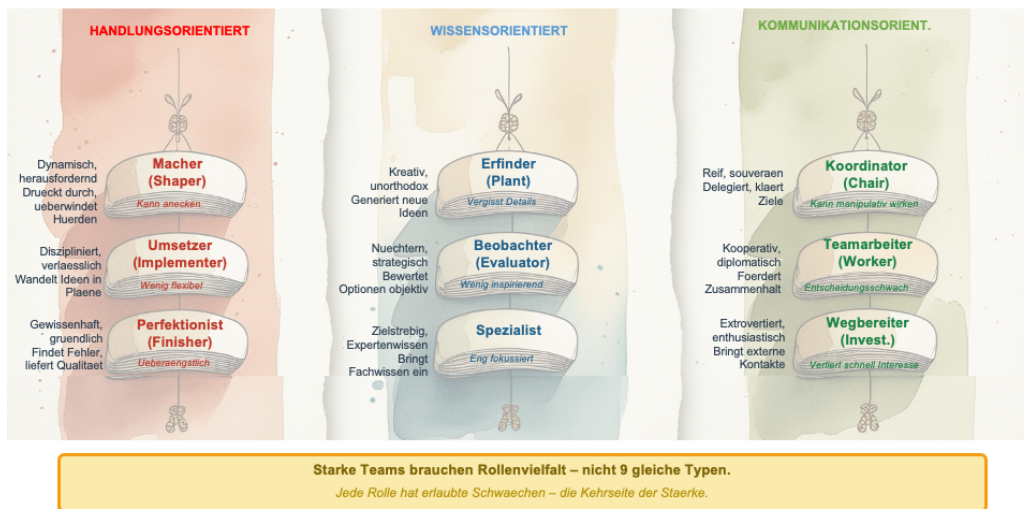 HANDLUNGSORIENTIERT
Dynamisch,
herausfordernd
Drueckt durch,
ueberwindet
Huerden
Macher
(Shaper)
Kann anecken
Diszipliniert,
verlaesslich
Wandelt Ideen in
Plaene
Umsetzer
(Implementer)
Wenig flexibel
Gewissenhaft,
gruendlich
Findet Fehler,
liefert Qualitaet
Perfektionist
(Finisher)
Ueberaengstlich
WISSENSORIENTIERT
Kreativ,
unorthodox
Generiert neue
Ideen
Erfinder
(Plant)
Vergisst Details
Nuechtern,
strategisch
Bewertet
Optionen objektiv
Beobachter
(Evaluator)
Wenig inspirierend
Zielstrebig,
Expertenwissen
Bringt
Fachwissen ein
Spezialist
Eng fokussiert
KOMMUNIKATIONSORIENT.
Reif, souveraen
Delegiert, klaert
Ziele
Koordinator
(Chair)
Kann manipulativ wirken
Kooperativ,
diplomatisch
Foerdert
Zusammenhalt
Teamarbeiter
(Worker)
Entscheidungsschwach
Extrovertiert,
enthusiastisch
Bringt externe
Kontakte
Wegbereiter
(Invest.)
Verliert schnell Interesse
Starke Teams brauchen Rollenvielfalt – nicht 9 gleiche Typen.
Jede Rolle hat erlaubte Schwaechen – die Kehrseite der Staerke.